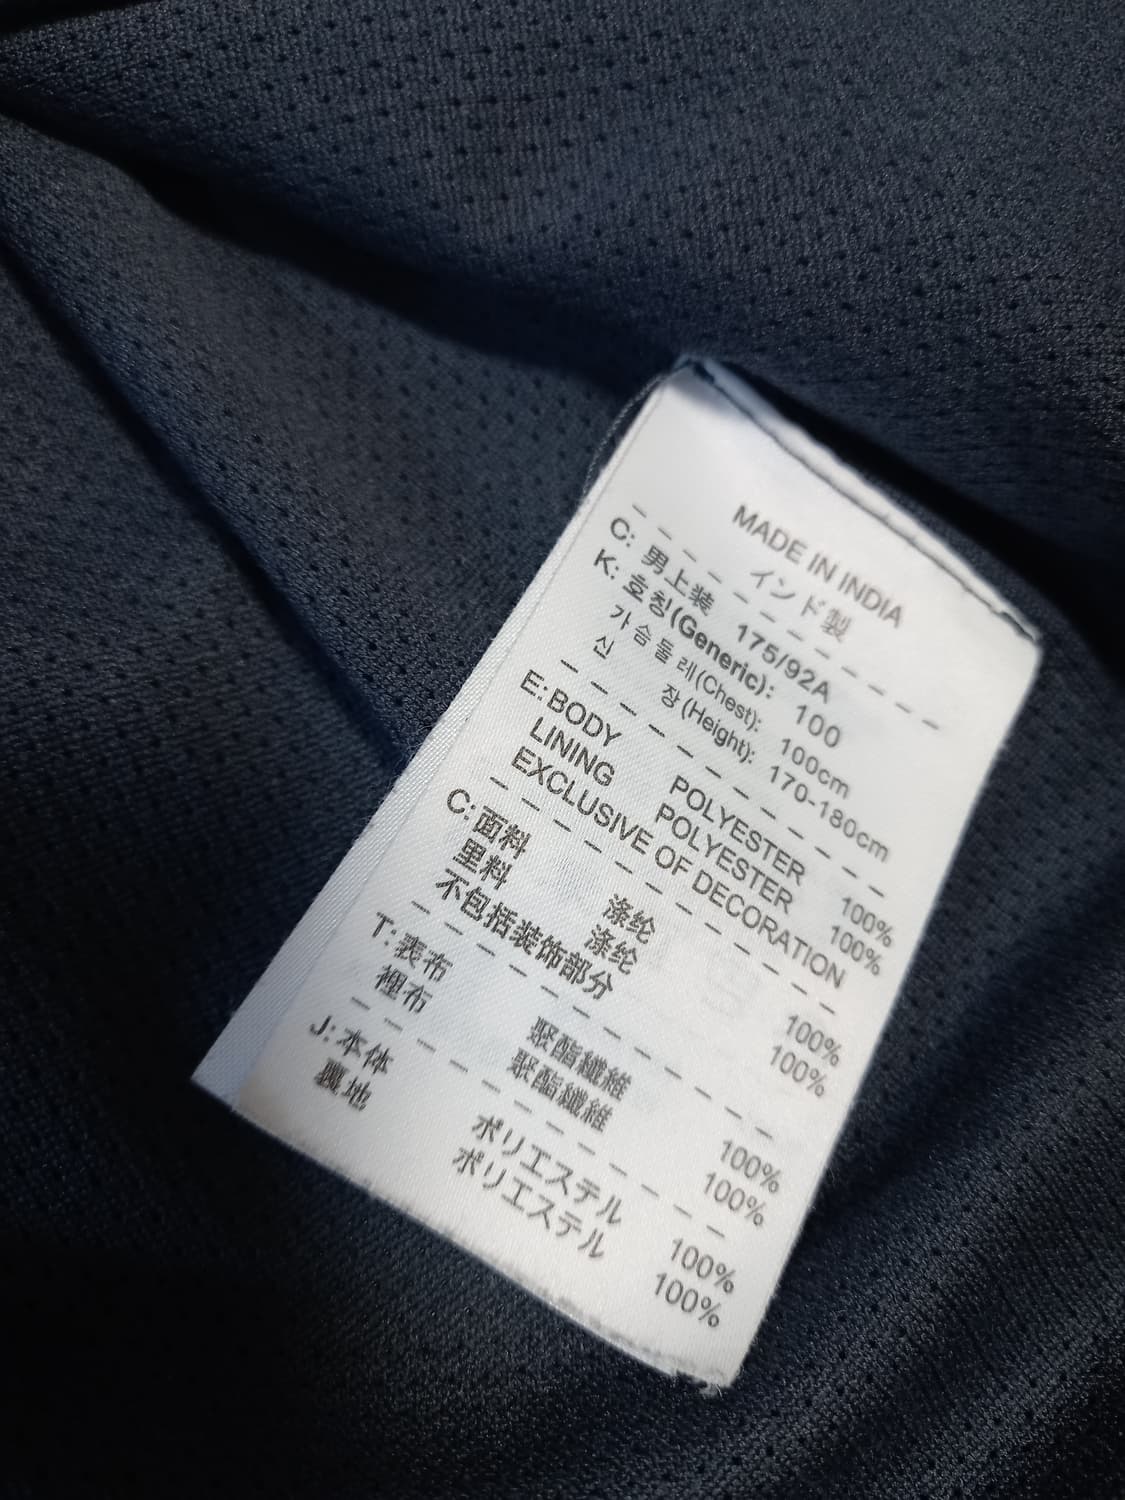 MADE IN INDIA
インド製
C: 男上装 175/92A
K: 호칭(Generic): 100
가슴둘레(Chest): 100cm
신 장(Height): 170-180cm
E: BODY POLYESTER 100%
LINING POLYESTER 100%
EXCLUSIVE OF DECORATION
C: 面料 涤纶 100%
里料 涤纶 100%
不包括装饰部分
T: 表布 聚酯纖維 100%
裡布 聚酯纖維 100%
J: 本体 ポリエステル 100%
裏地 ポリエステル 100%